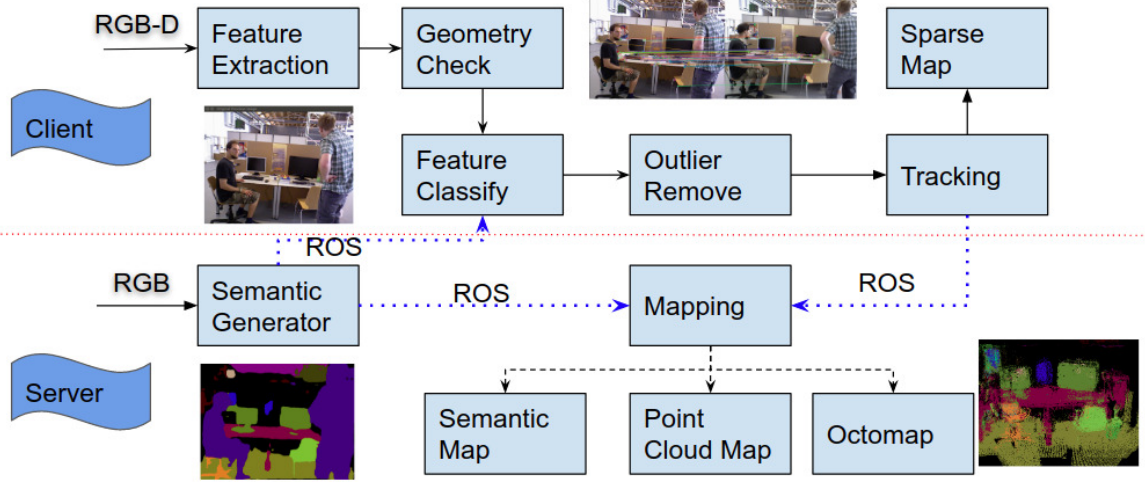 RGB-D
Feature
Extraction
Geometry
Check
Sparse
Map
Client
Feature
Classify
Outlier
Remove
Tracking
ROS
RGB
Semantic
Generator
ROS
Mapping
ROS
Server
Semantic
Map
Point
Cloud Map
Octomap